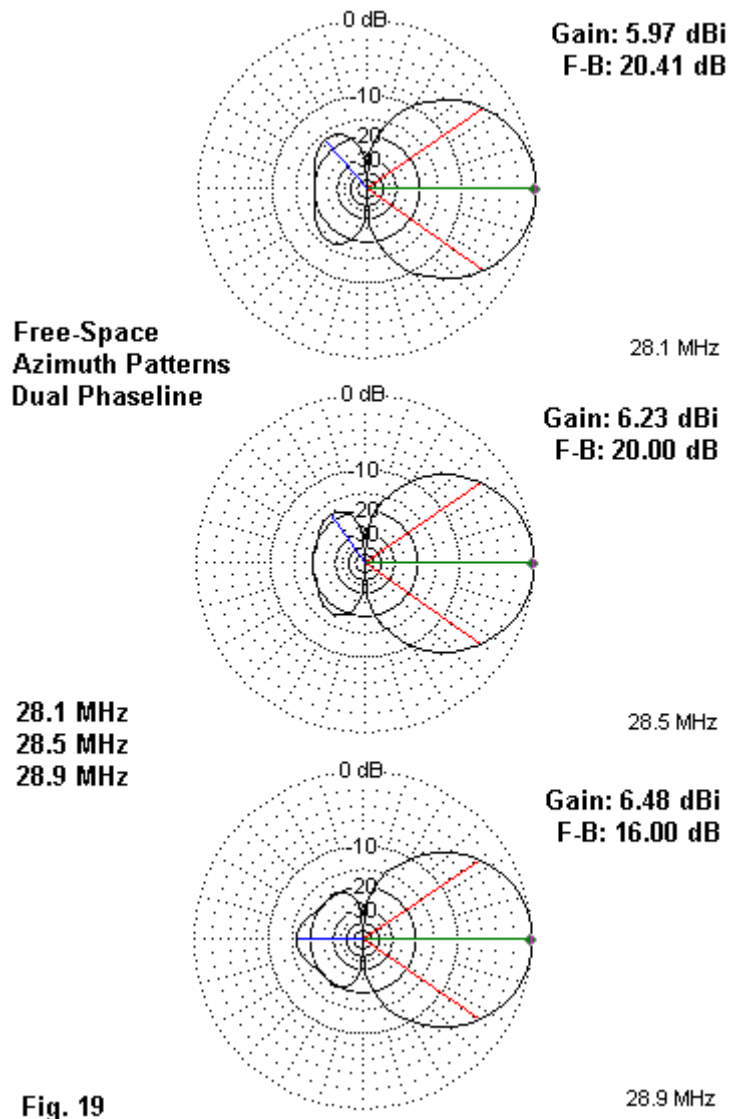 0 dB
Gain: 5.97 dBi
F-B: 20.41 dB
-10
20
30
28.1 MHz
Free-Space
Azimuth Patterns
Dual Phaseline
0 dB
Gain: 6.23 dBi
F-B: 20.00 dB
-10
20
30
28.5 MHz
28.1 MHz
28.5 MHz
28.9 MHz
0 dB
Gain: 6.48 dBi
F-B: 16.00 dB
-10
20
30
28.9 MHz
Fig. 19